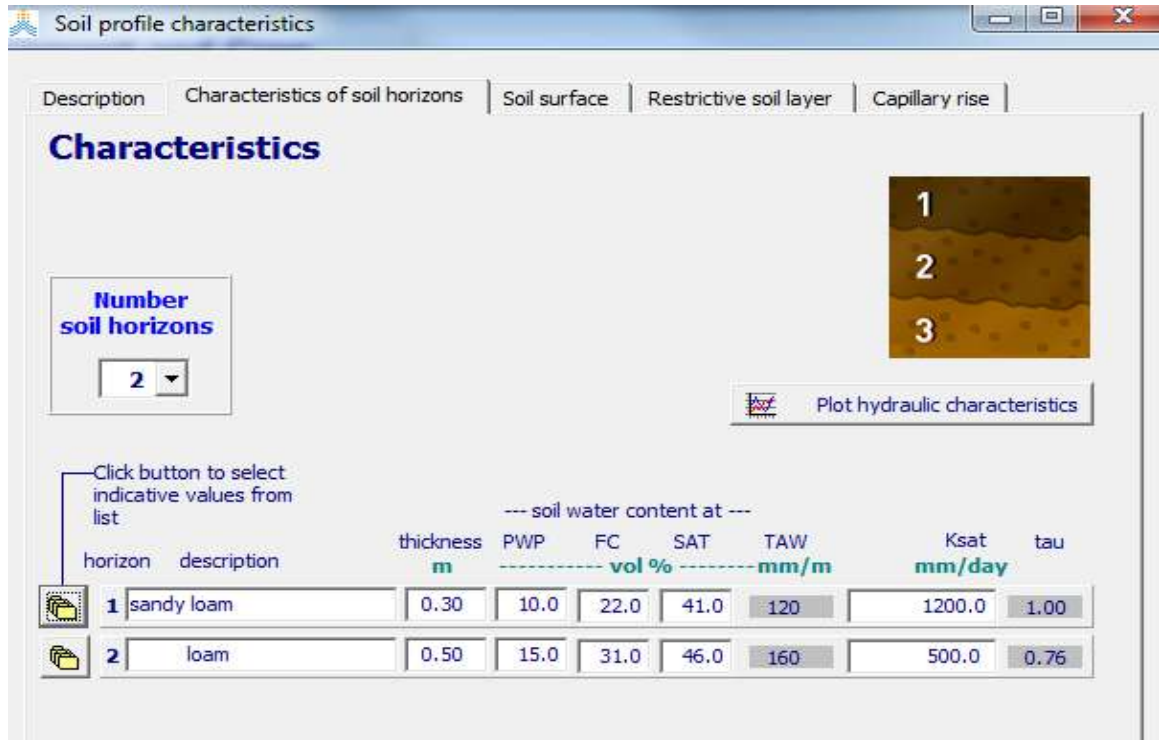 Soil profile characteristics
Description Characteristics of soil horizons Soil surface Restrictive soil layer Capillary rise
Characteristics
1
2
3
Number
soil horizons
2
Plot hydraulic characteristics
Click button to select
indicative values from
list
--- soil water content at ---
thickness PWP FC SAT TAW Ksat tau
horizon description m ----------- vol % --------mm/m mm/day
1 sandy loam 0.30 10.0 22.0 41.0 120 1200.0 1.00
2 loam 0.50 15.0 31.0 46.0 160 500.0 0.76